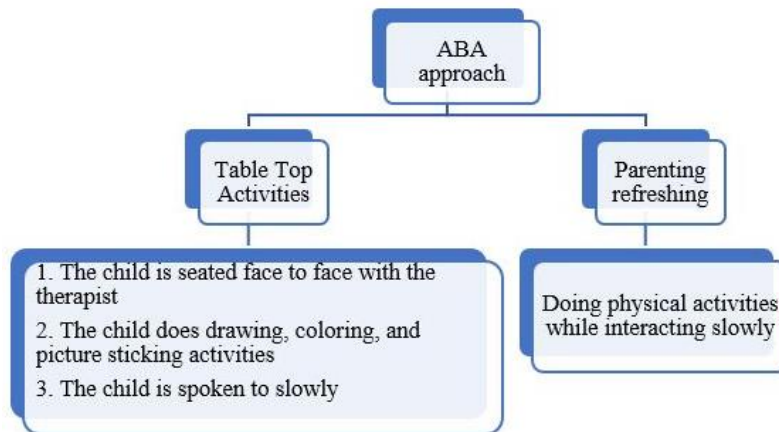 ABA
approach
Table Top
Activities
Parenting
refreshing
1. The child is seated face to face with the
therapist
2. The child does drawing, coloring, and
picture sticking activities
3. The child is spoken to slowly
Doing physical activities
while interacting slowly